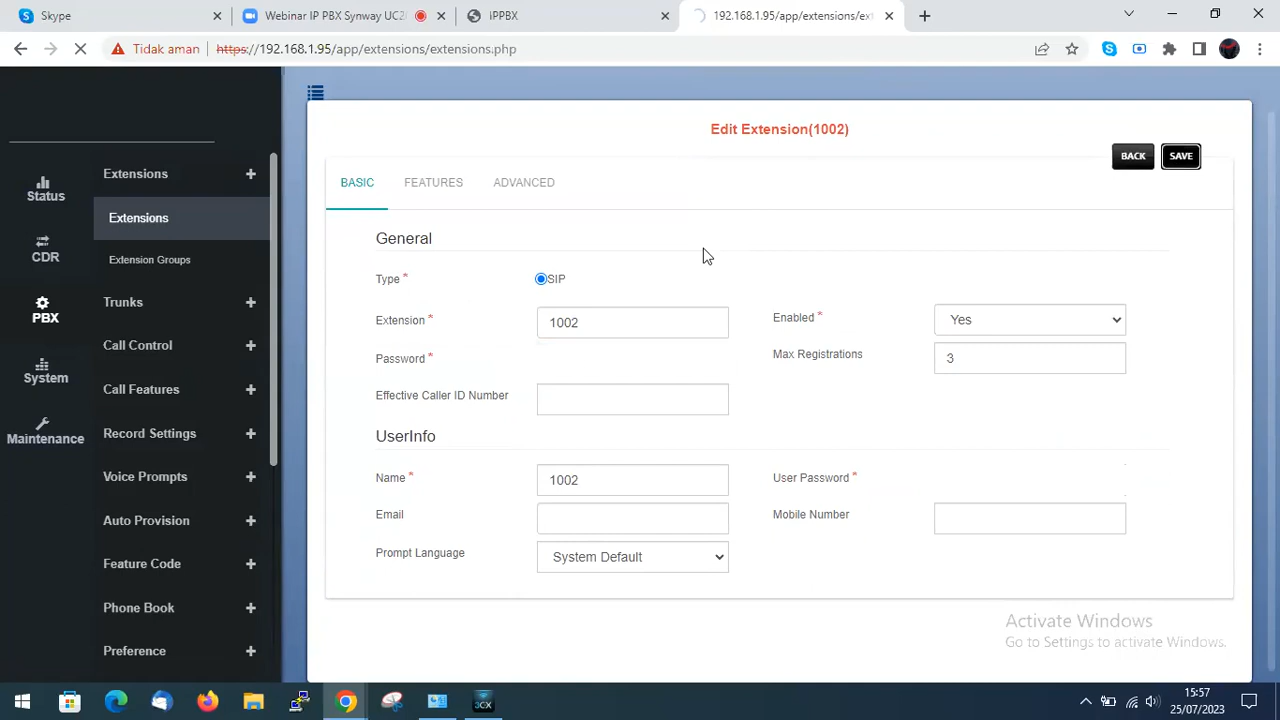 Skype
Webinar IP PBX Synway UC20
iPPBX
192.168.1.95/app/extensions/ext
Tidak aman
https://192.168.1.95/app/extensions/extensions.php
Edit Extension(1002)
BACK
SAVE
BASIC
FEATURES
ADVANCED
Status
CDR
PBX
System
Maintenance
Extensions +
Extensions
Extension Groups
Trunks +
Call Control +
Call Features +
Record Settings +
Voice Prompts +
Auto Provision +
Feature Code +
Phone Book +
Preference +
General
Type * SIP
Extension * 1002
Enabled * Yes
Password *
Max Registrations 3
Effective Caller ID Number
UserInfo
Name * 1002
User Password *
Email
Mobile Number
Prompt Language System Default
Activate Windows
Go to Settings to activate Windows.
3CX
15:57
25/07/2023